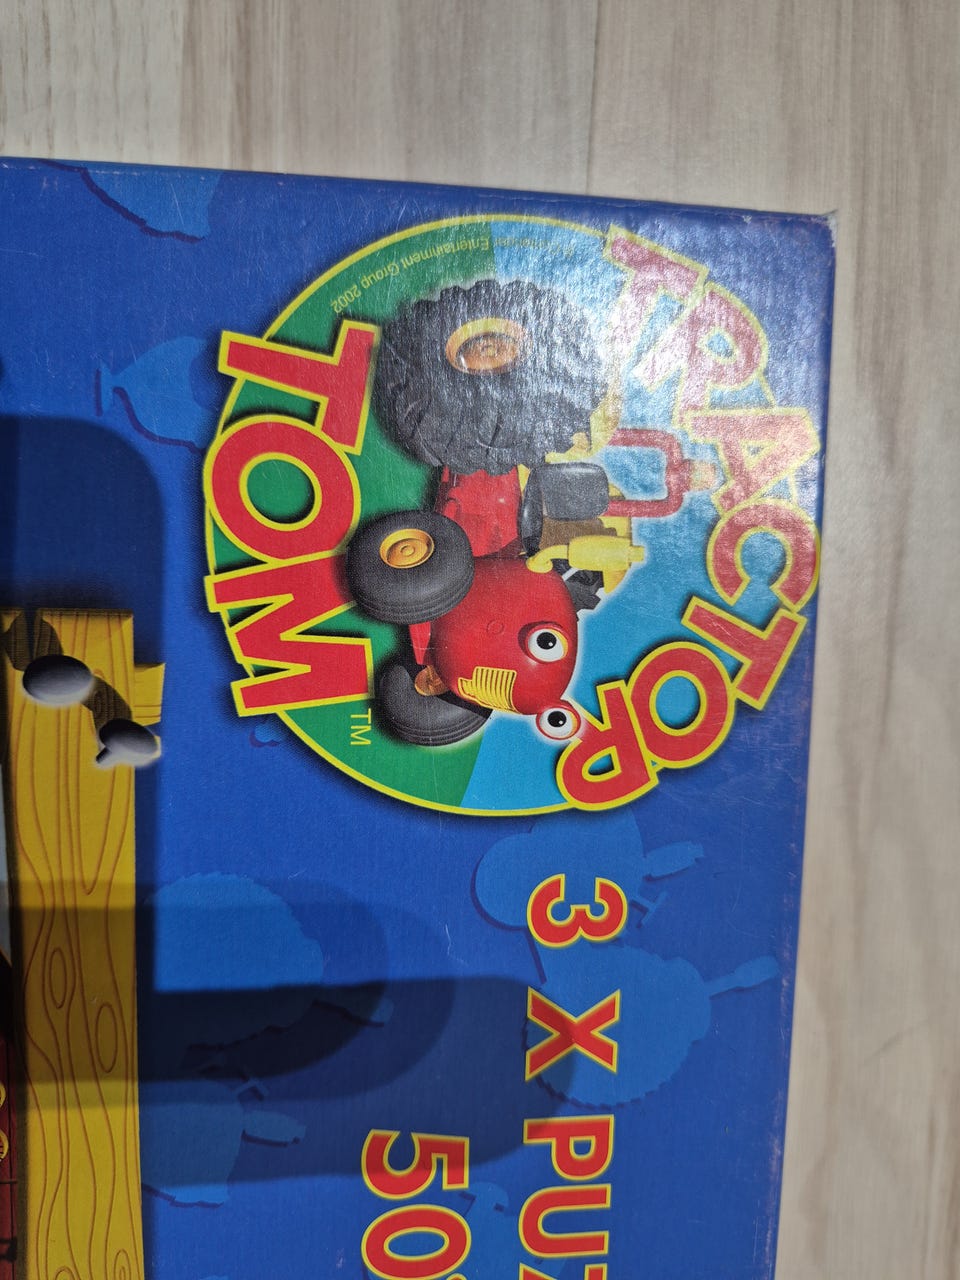 TRACTOR
TOM
TM
Entertainment Group 2002
3 X PUZ
50